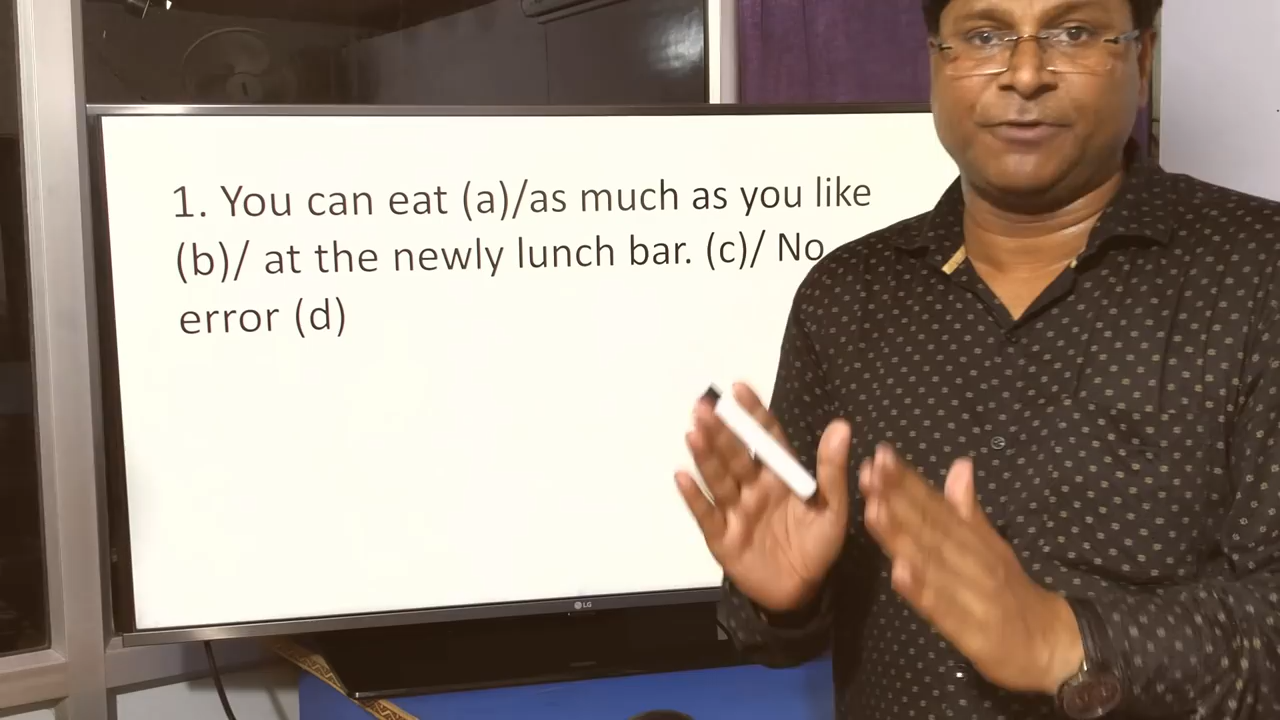 1. You can eat (a)/as much as you like
(b)/ at the newly lunch bar. (c)/ No
error (d)
LG